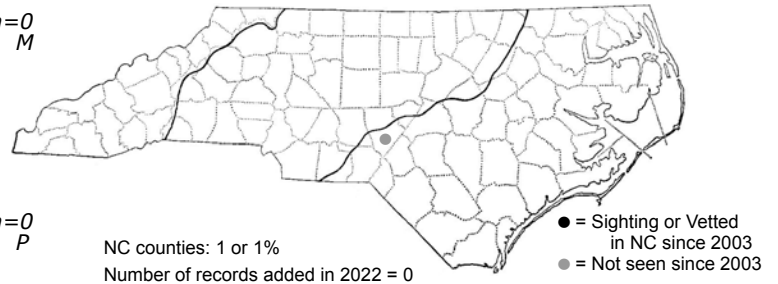 n=0
M
n=0
P
NC counties: 1 or 1%
Number of records added in 2022 = 0
● = Sighting or Vetted
in NC since 2003
● = Not seen since 2003